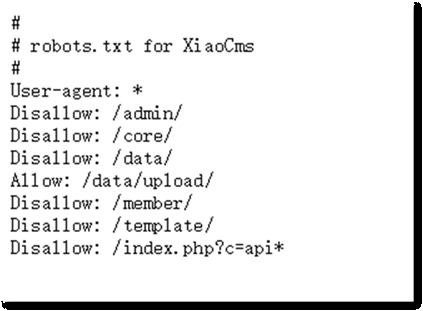 #
# robots.txt for XiaoCms
#
User-agent: *
Disallow: /admin/
Disallow: /core/
Disallow: /data/
Allow: /data/upload/
Disallow: /member/
Disallow: /template/
Disallow: /index.php?c=api*